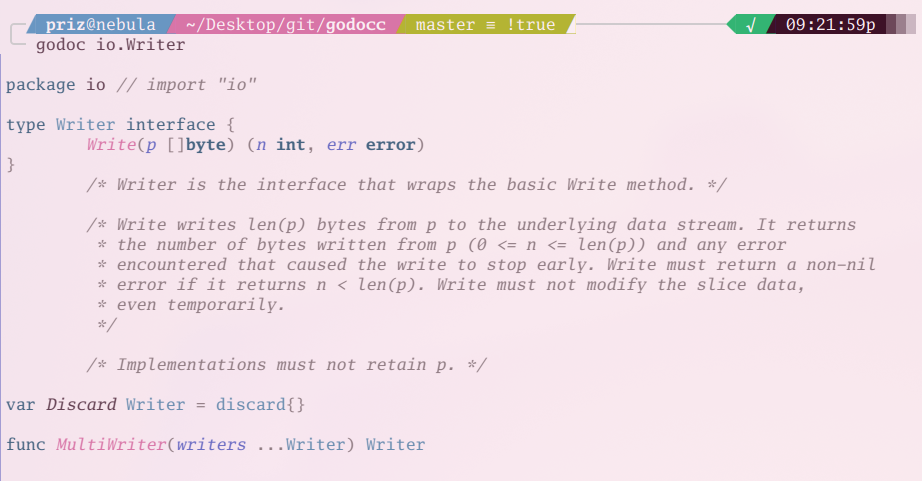 priz@nebula ~/Desktop/git/godocc master ≡ !true √ 09:21:59p
godoc io.Writer
package io // import "io"
type Writer interface {
Write(p []byte) (n int, err error)
}
/* Writer is the interface that wraps the basic Write method. */
/* Write writes len(p) bytes from p to the underlying data stream. It returns
* the number of bytes written from p (0 <= n <= len(p)) and any error
* encountered that caused the write to stop early. Write must return a non-nil
* error if it returns n < len(p). Write must not modify the slice data,
* even temporarily.
*/
/* Implementations must not retain p. */
var Discard Writer = discard{}
func MultiWriter(writers ...Writer) Writer